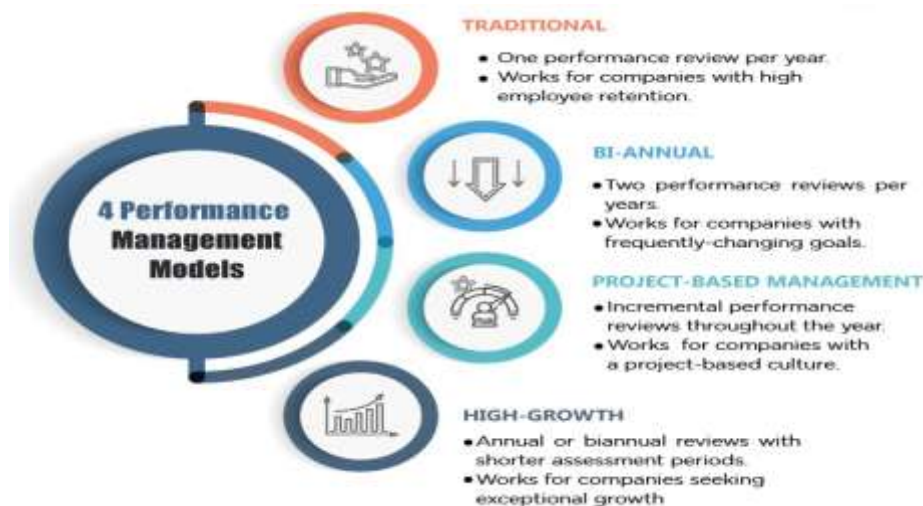 4 Performance
Management
Models
TRADITIONAL
• One performance review per year.
• Works for companies with high
employee retention.
BI-ANNUAL
• Two performance reviews per
years.
• Works for companies with
frequently-changing goals.
PROJECT-BASED MANAGEMENT
• Incremental performance
reviews throughout the year.
• Works for companies with
a project-based culture.
HIGH-GROWTH
• Annual or biannual reviews with
shorter assessment periods.
• Works for companies seeking
exceptional growth